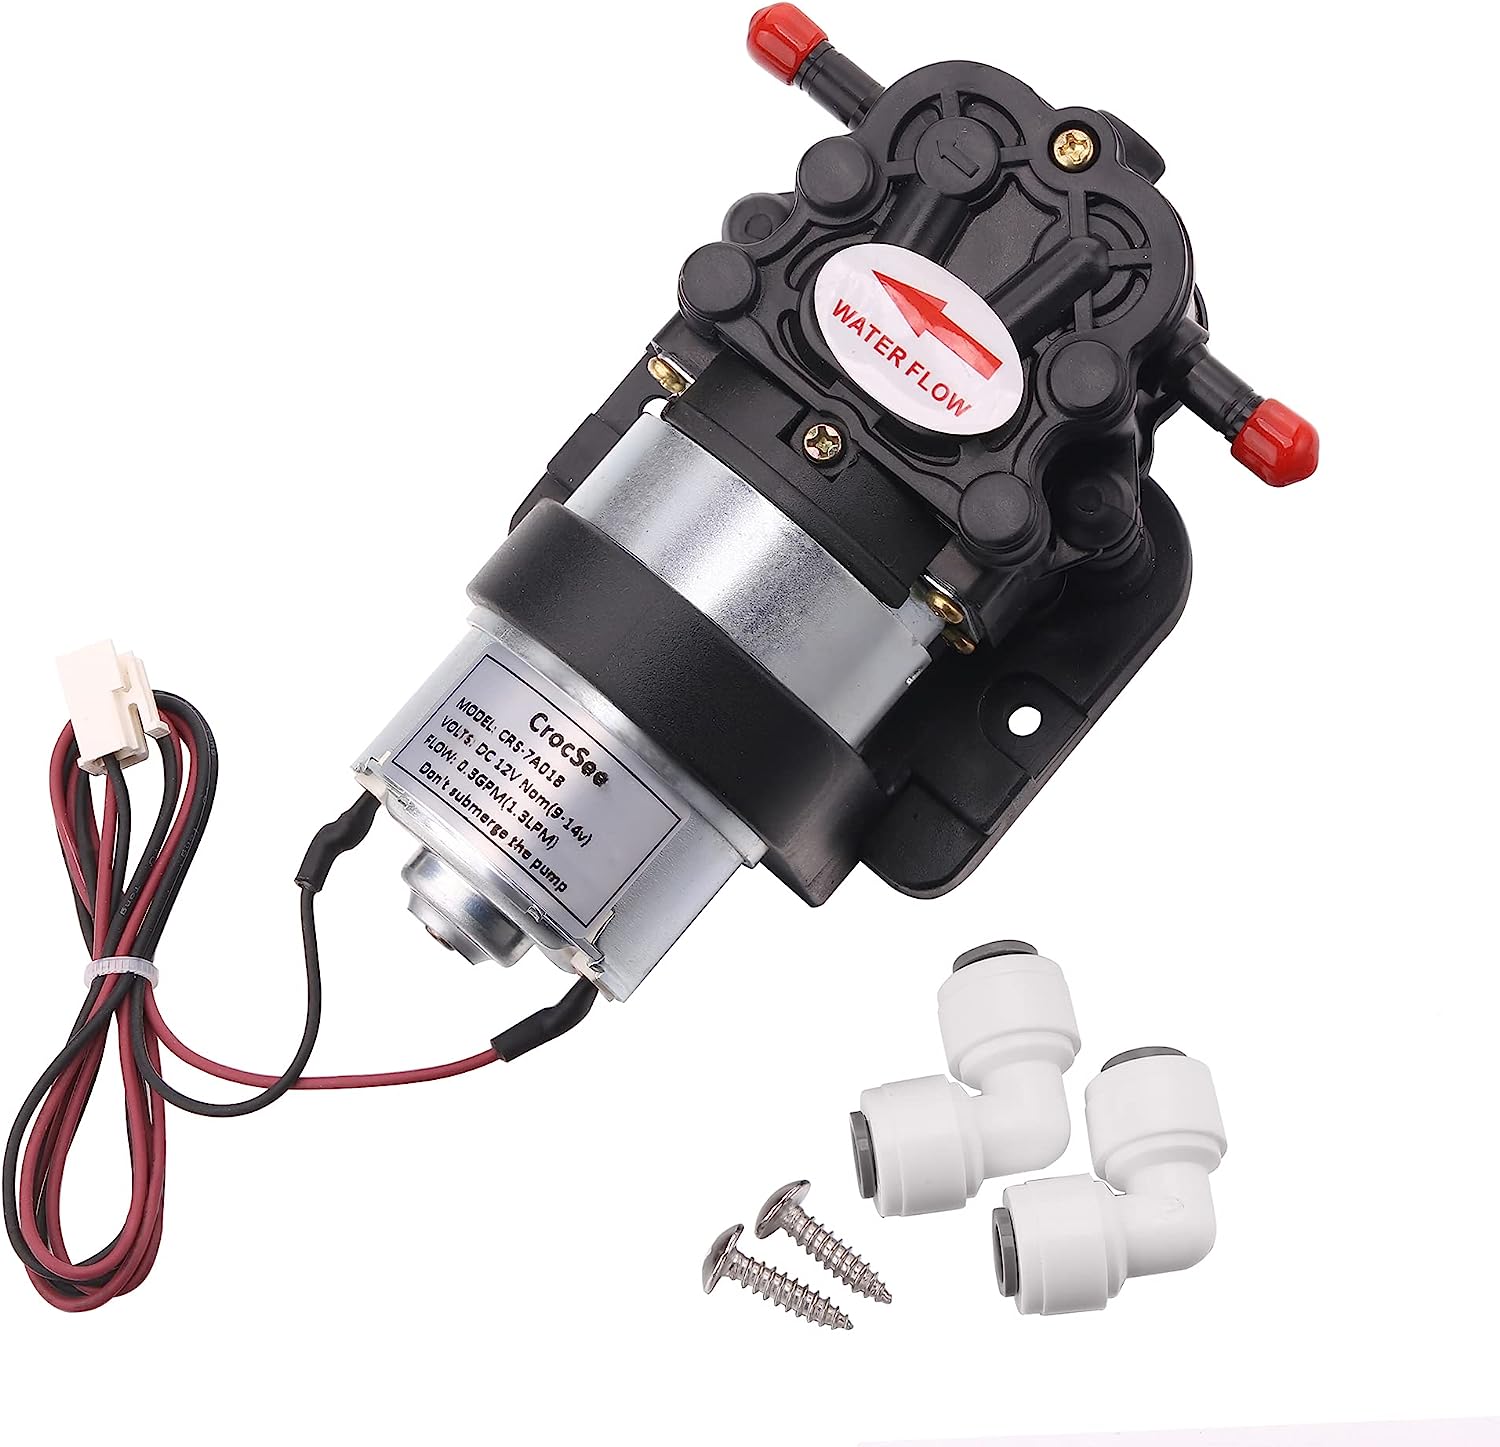 WATER FLOW
CrocSee
MODEL: CRS-7A01B
VOLTS: DC 12V Nom(9-14v)
FLOW: 0.3GPM(1.3LPM)
Don't submerge the pump